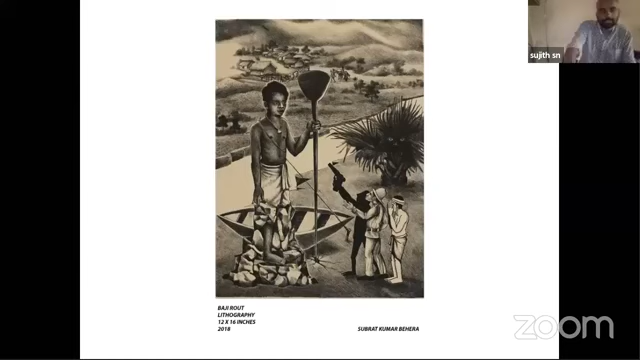 sujith sn
BAJI ROUT
LITHOGRAPHY
12 X 16 INCHES
2018
SUBRAT KUMAR BEHERA
zoom